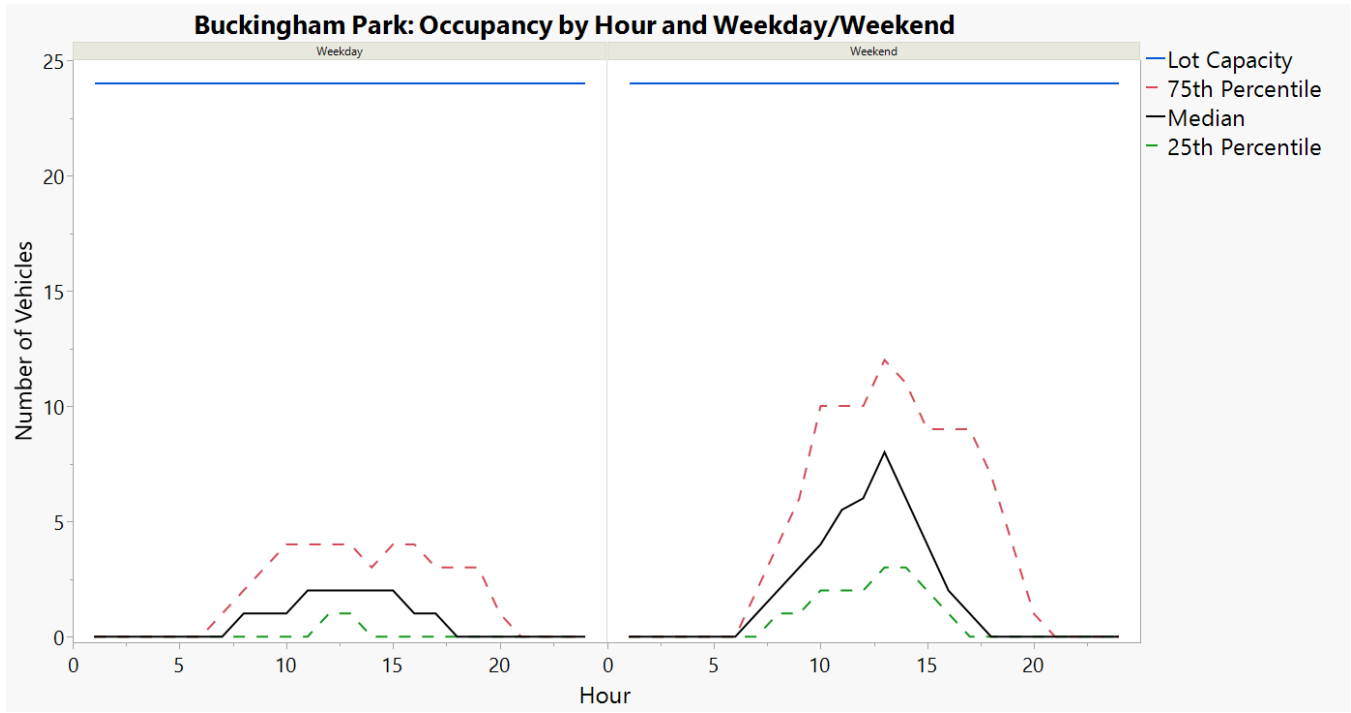 Buckingham Park: Occupancy by Hour and Weekday/Weekend
Weekday
Weekend
Lot Capacity
75th Percentile
Median
25th Percentile
Number of Vehicles
25
20
15
10
5
0
0 5 10 15 20 0 5 10 15 20
Hour